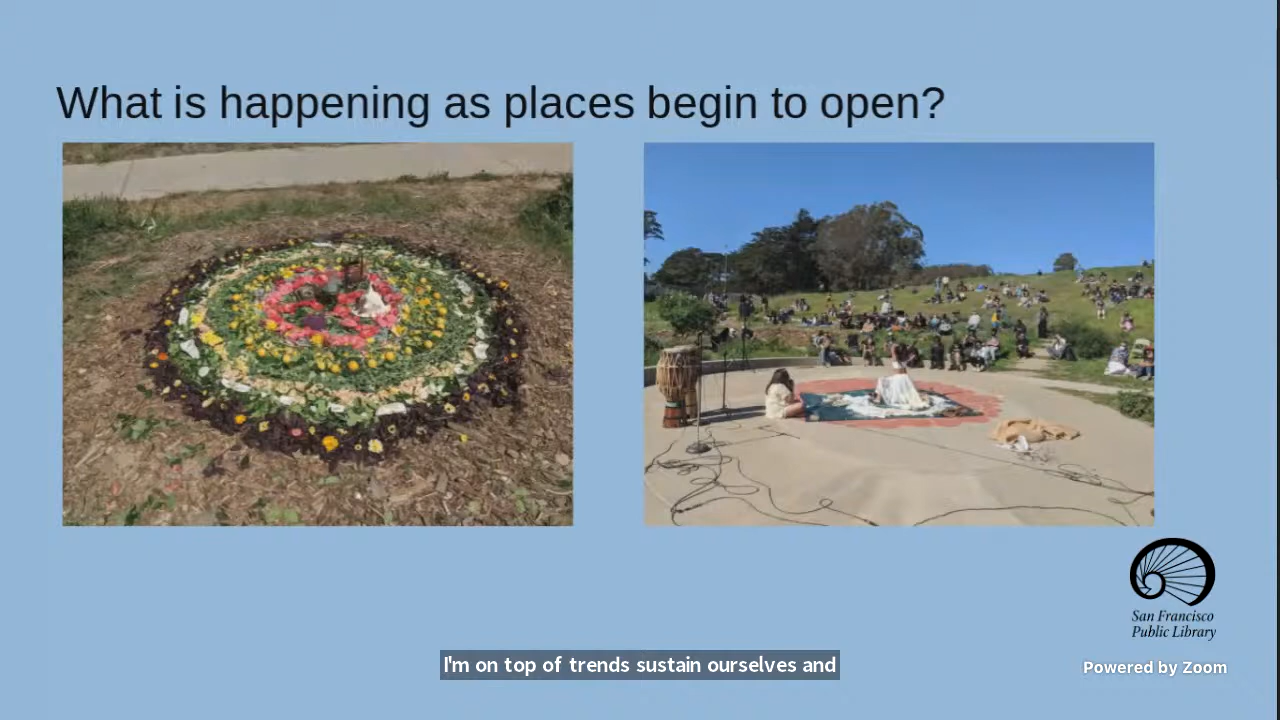 What is happening as places begin to open?
San Francisco
Public Library
I'm on top of trends sustain ourselves and
Powered by Zoom